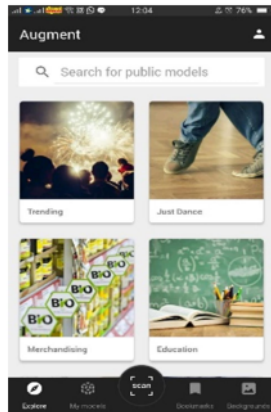 12:04
76%
Augment
Search for public models
Trending
Just Dance
BIO
BIO
BIO
BIO
BIO
Merchandising
Education
scan
Explore
My models
Bookmarks
Backgrounds